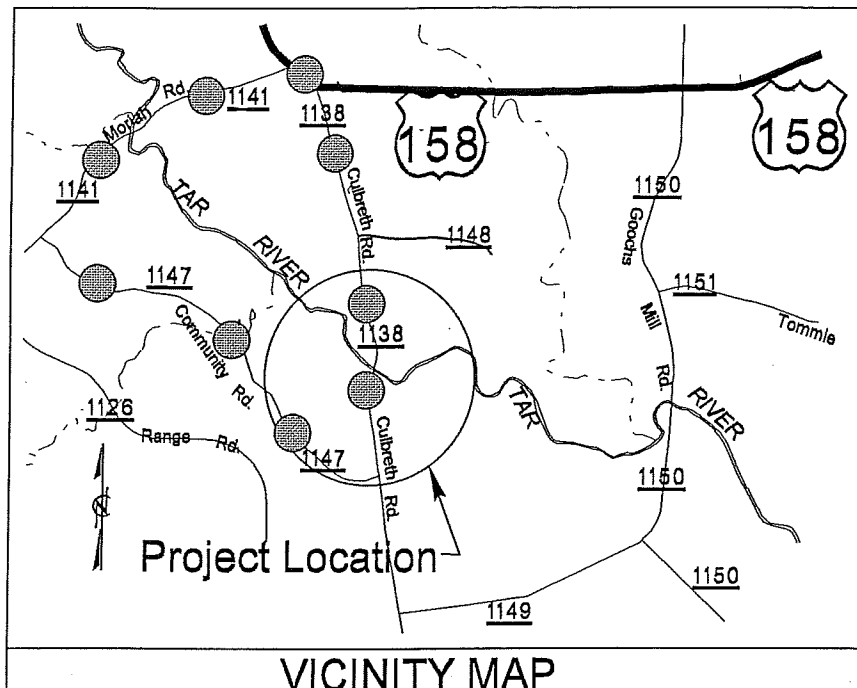 Moriah Rd.
1141
1138
158
158
1141
TAR
RIVER
Culbreth Rd.
1148
1150
Goochs
Mill
Rd.
1151
Tommie
1147
Community
Rd.
1138
1126
Range Rd.
TAR
RIVER
1147
Culbreth
Rd.
1150
N
Project Location
1150
1149
VICINITY MAP